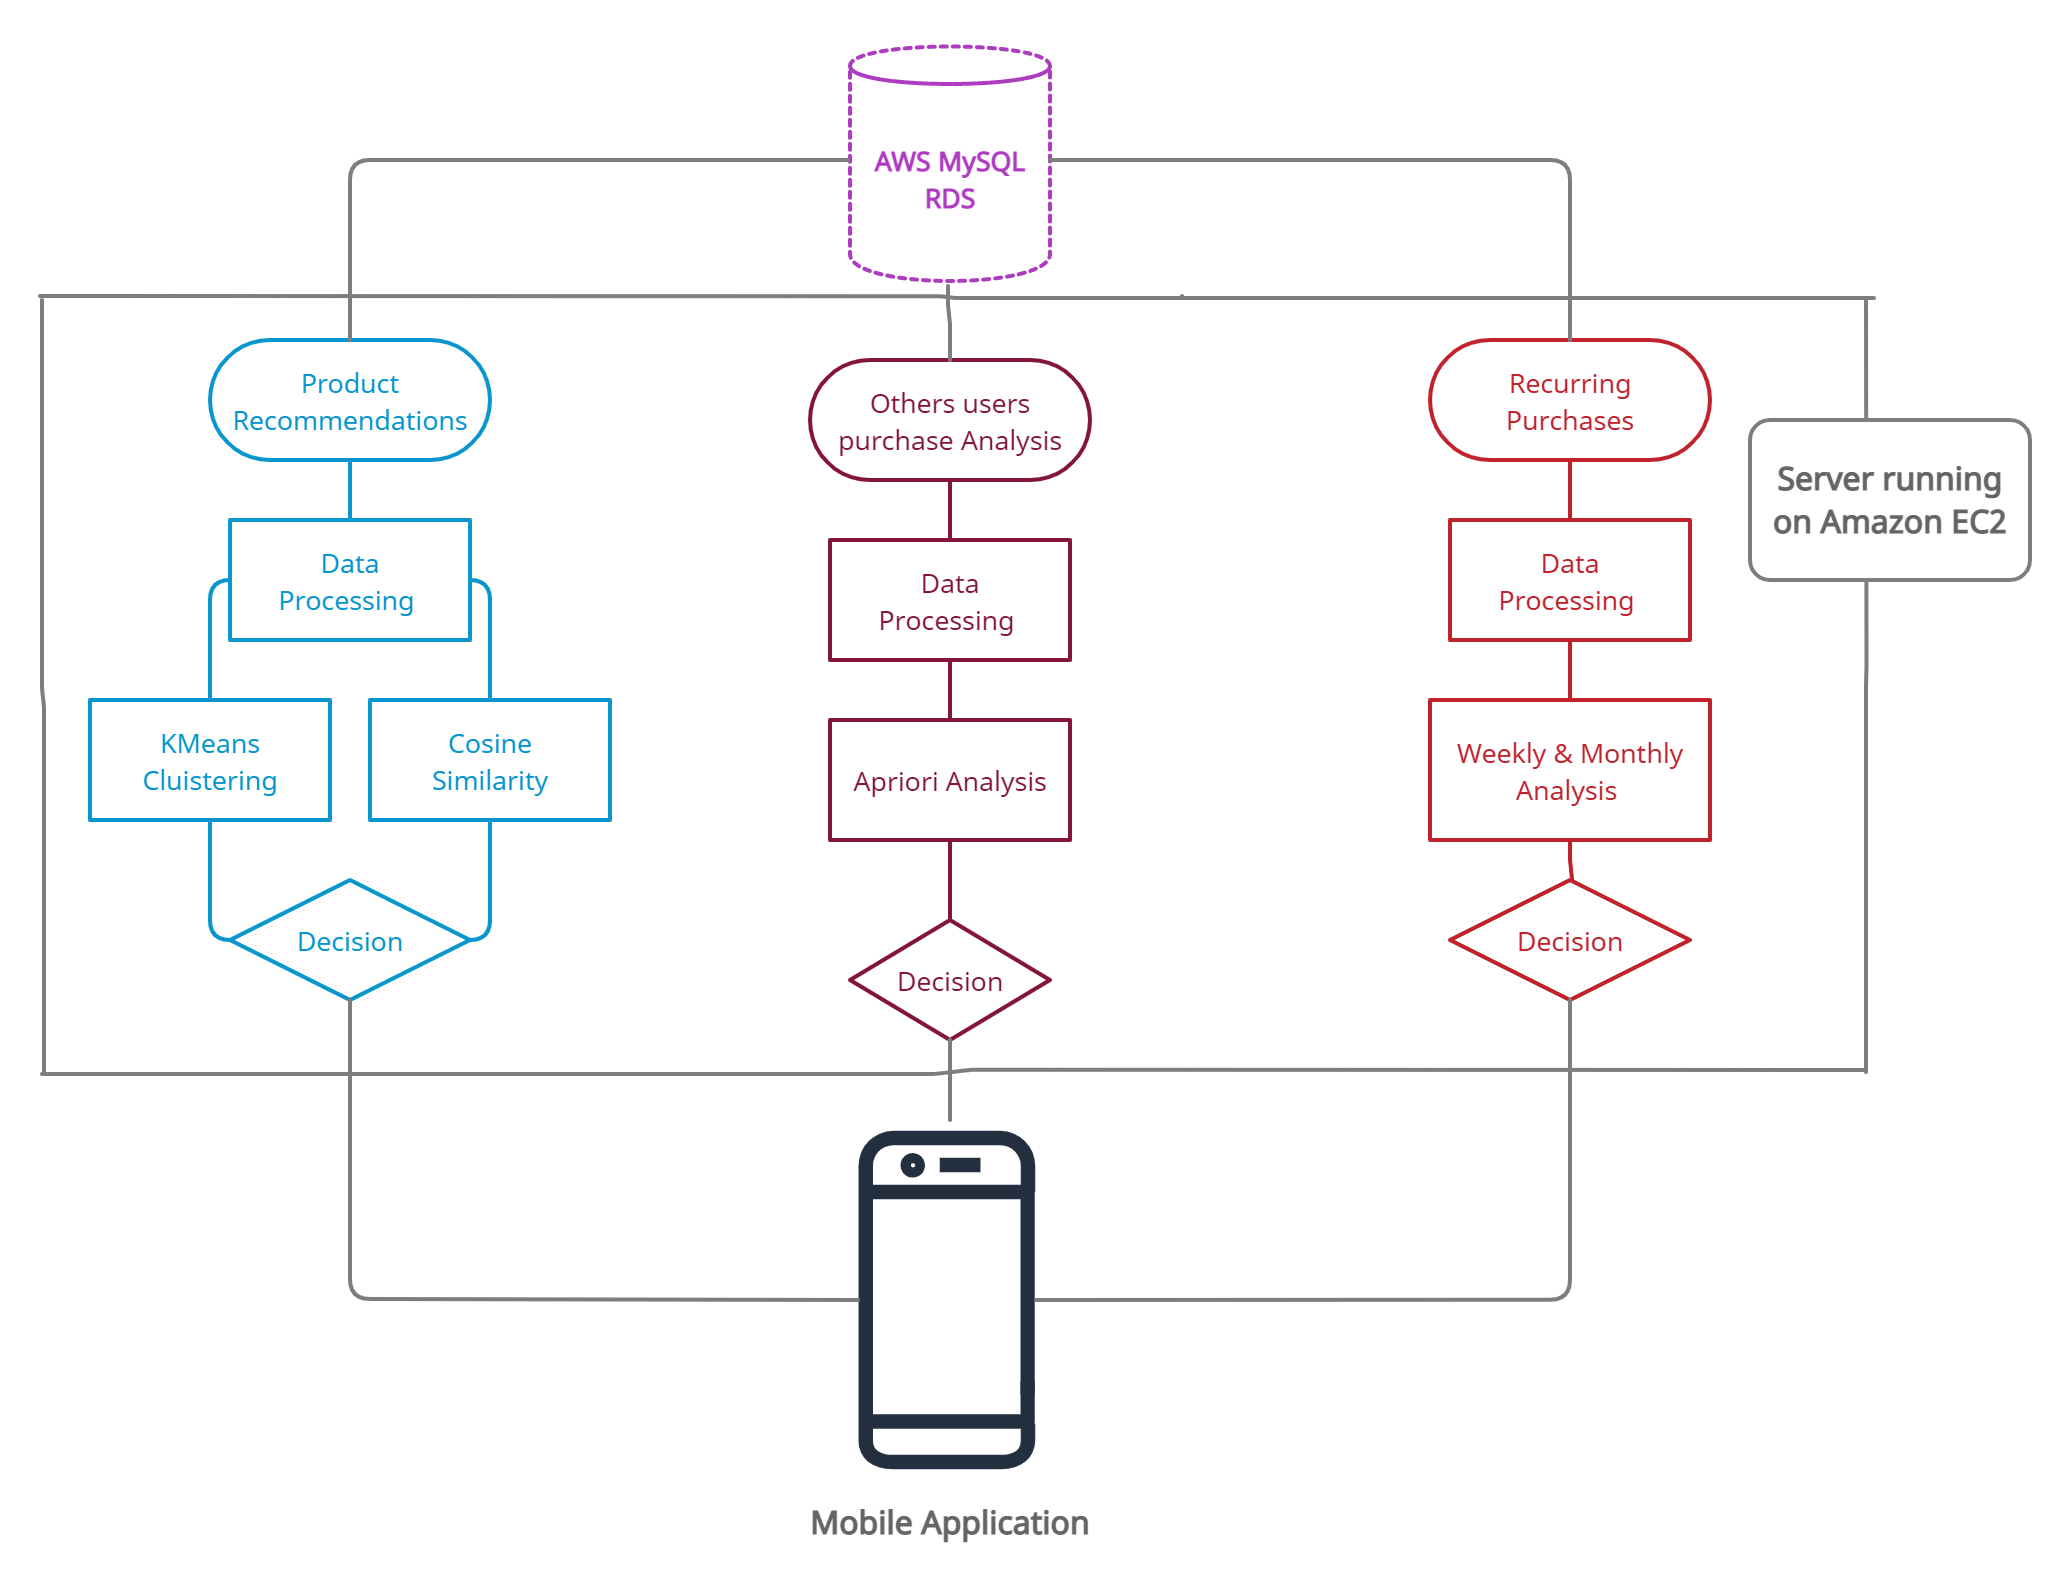 AWS MySQL
RDS
Product
Recommendations
Others users
purchase Analysis
Recurring
Purchases
Server running
on Amazon EC2
Data
Processing
Data
Processing
Data
Processing
KMeans
Cluistering
Cosine
Similarity
Apriori Analysis
Weekly & Monthly
Analysis
Decision
Decision
Decision
Mobile Application